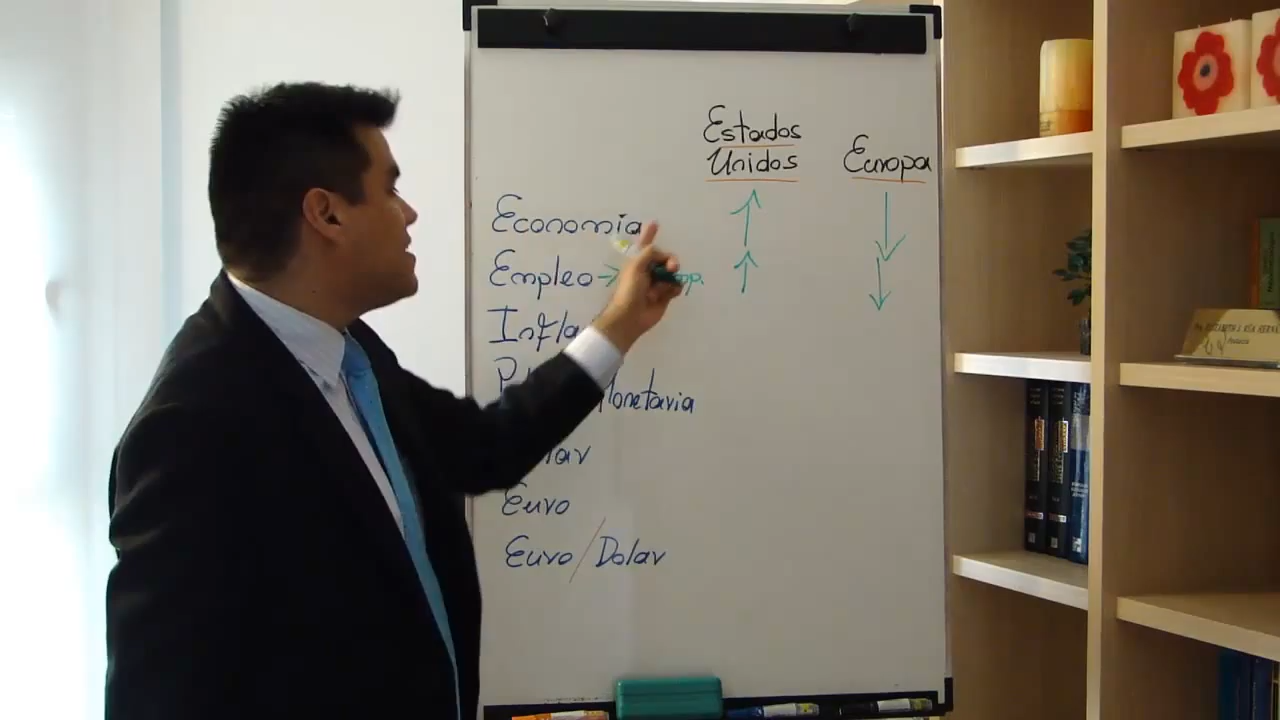 Estados
Unidos Europa
Economia
Empleo →
Monetaria
Euro
Euro/Dolar